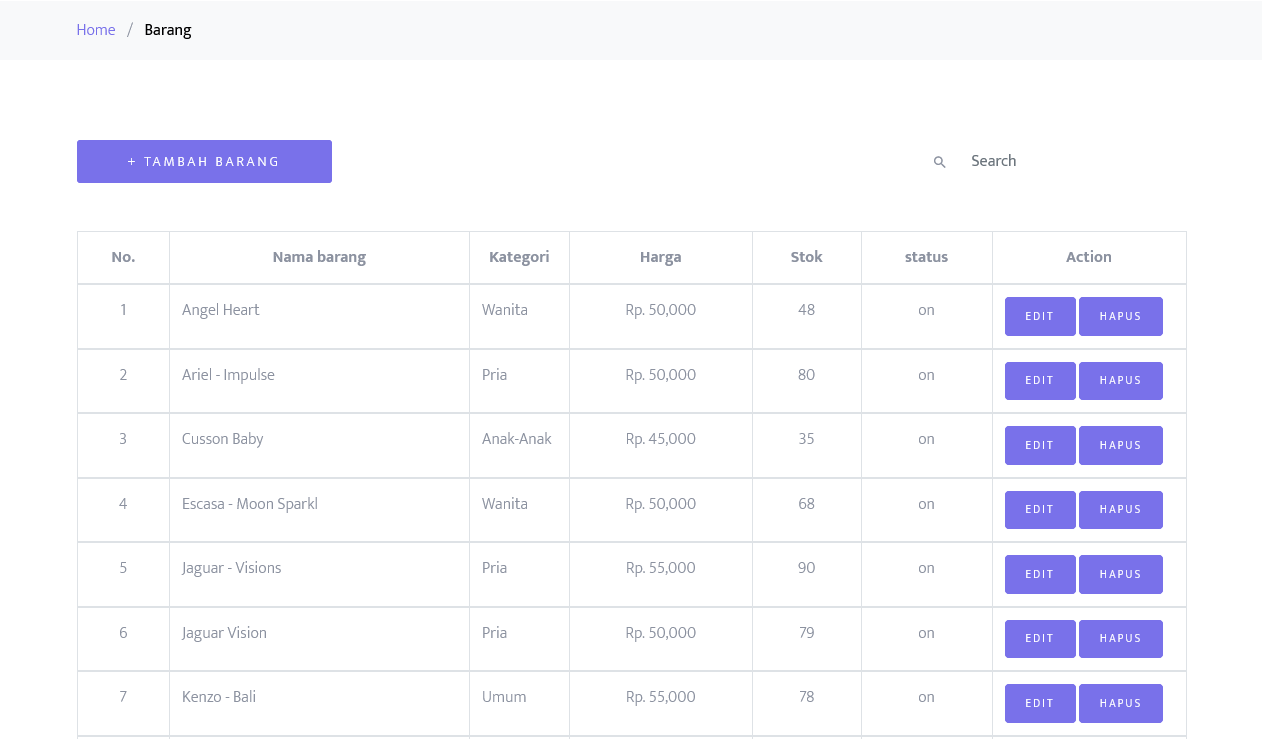 Home / Barang
+ TAMBAH BARANG Search
No. Nama barang Kategori Harga Stok status Action
1 Angel Heart Wanita Rp. 50,000 48 on EDIT HAPUS
2 Ariel - Impulse Pria Rp. 50,000 80 on EDIT HAPUS
3 Cusson Baby Anak-Anak Rp. 45,000 35 on EDIT HAPUS
4 Escasa - Moon Sparkl Wanita Rp. 50,000 68 on EDIT HAPUS
5 Jaguar - Visions Pria Rp. 55,000 90 on EDIT HAPUS
6 Jaguar Vision Pria Rp. 50,000 79 on EDIT HAPUS
7 Kenzo - Bali Umum Rp. 55,000 78 on EDIT HAPUS